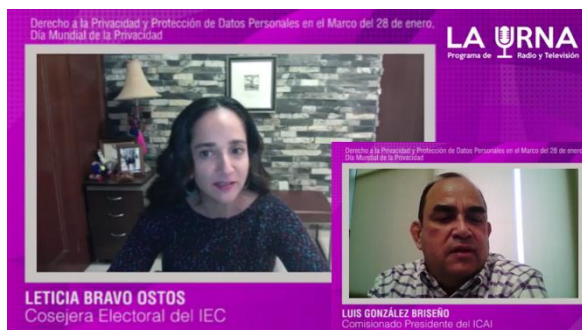 Derecho a la Privacidad y Protección de Datos Personales en el Marco del 28 de enero,
Día Mundial de la Privacidad
LA URNA
Programa de Radio y Televisión
LETICIA BRAVO OSTOS
Cosejera Electoral del IEC
Derecho a la Privacidad y Protección de Datos Personales en el Marco del 28 de enero,
Día Mundial de la Privacidad
LUIS GONZÁLEZ BRISEÑO
Comisionado Presidente del ICAI